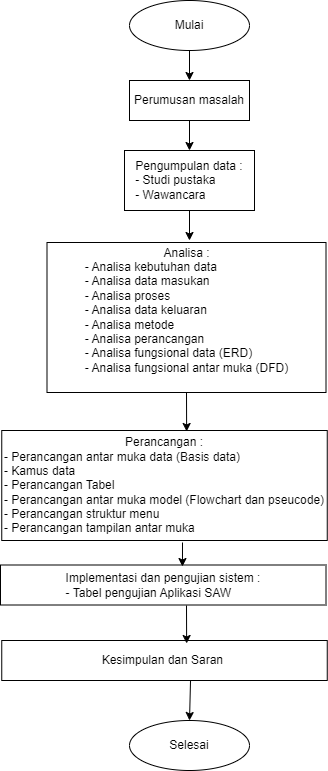 Mulai
Perumusan masalah
Pengumpulan data :
- Studi pustaka
- Wawancara
Analisa :
- Analisa kebutuhan data
- Analisa data masukan
- Analisa proses
- Analisa data keluaran
- Analisa metode
- Analisa perancangan
- Analisa fungsional data (ERD)
- Analisa fungsional antar muka (DFD)
Perancangan :
- Perancangan antar muka data (Basis data)
- Kamus data
- Perancangan Tabel
- Perancangan antar muka model (Flowchart dan pseucode)
- Perancangan struktur menu
- Perancangan tampilan antar muka
Implementasi dan pengujian sistem :
- Tabel pengujian Aplikasi SAW
Kesimpulan dan Saran
Selesai